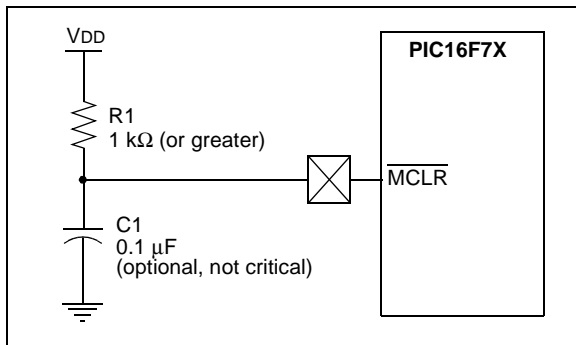 VDD
PIC16F7X
R1
1 kΩ (or greater)
MCLR
C1
0.1 μF
(optional, not critical)